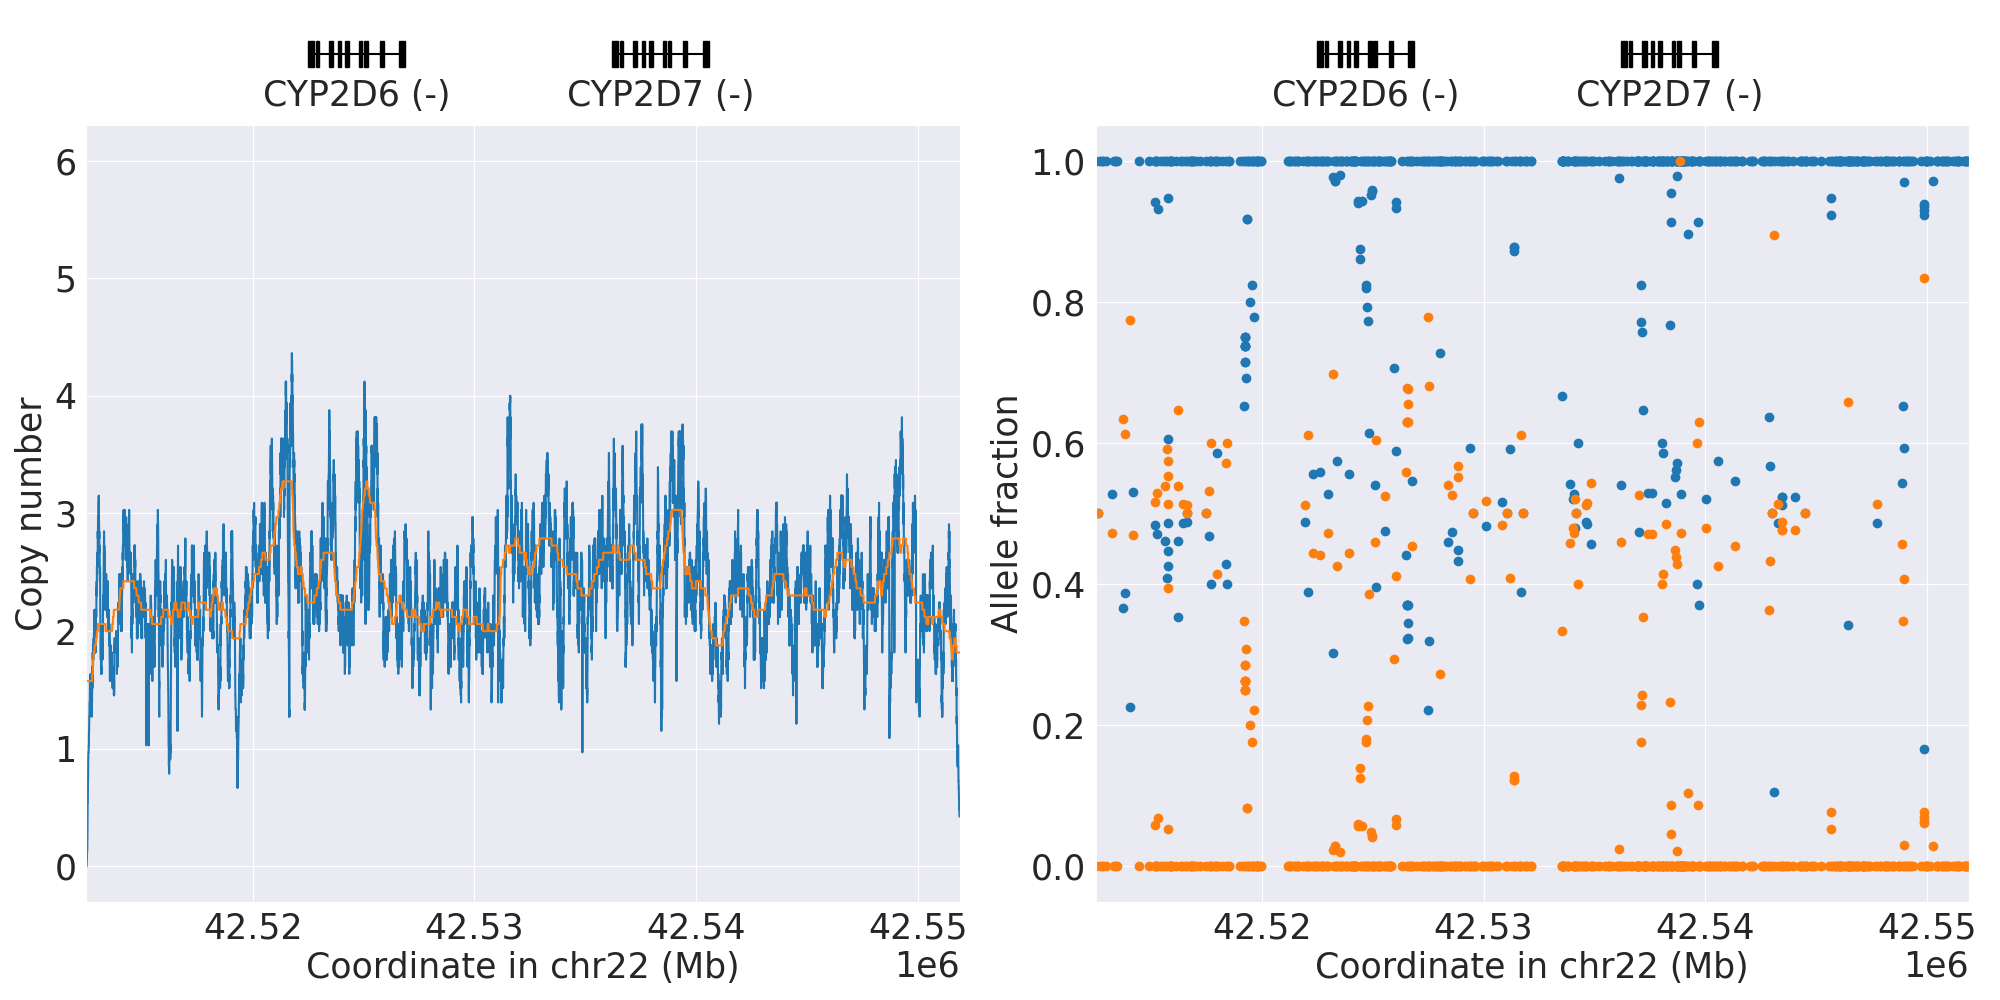 CYP2D6 (-) CYP2D7 (-)
6
5
4
3
2
1
0
Copy number
42.52 42.53 42.54 42.55
1e6
Coordinate in chr22 (Mb)
CYP2D6 (-) CYP2D7 (-)
1.0
0.8
0.6
0.4
0.2
0.0
Allele fraction
42.52 42.53 42.54 42.55
1e6
Coordinate in chr22 (Mb)